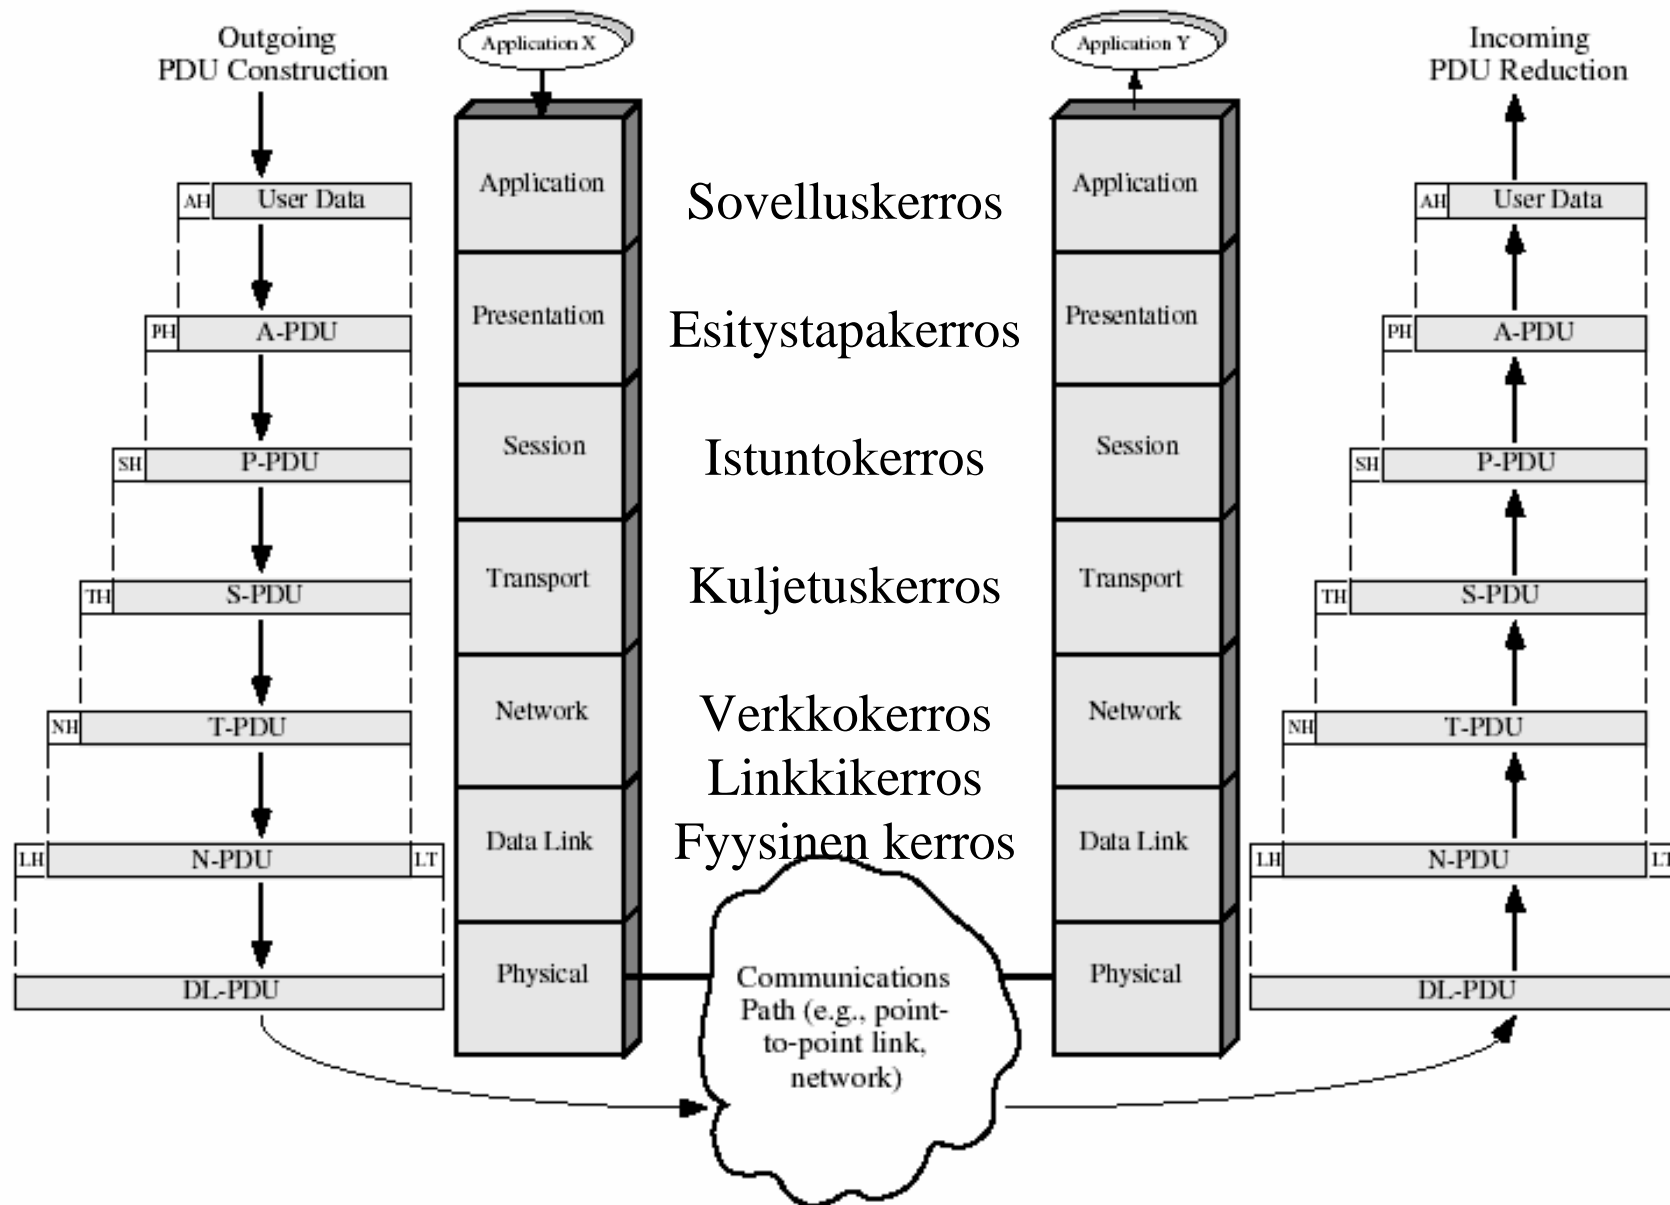 Outgoing
PDU Construction
Application X
Application Y
Incoming
PDU Reduction
AH
User Data
Application
Sovelluskerros
Application
AH
User Data
PH
A-PDU
Presentation
Esitystapakerros
Presentation
PH
A-PDU
SH
P-PDU
Session
Istuntokerros
Session
SH
P-PDU
TH
S-PDU
Transport
Kuljetuskerros
Transport
TH
S-PDU
NH
T-PDU
Network
Verkkokerros
Network
NH
T-PDU
Linkkikerros
LH
N-PDU
LT
Data Link
Fyysinen kerros
Data Link
LH
N-PDU
LT
DL-PDU
Physical
Communications
Path (e.g., point-
to-point link,
network)
Physical
DL-PDU